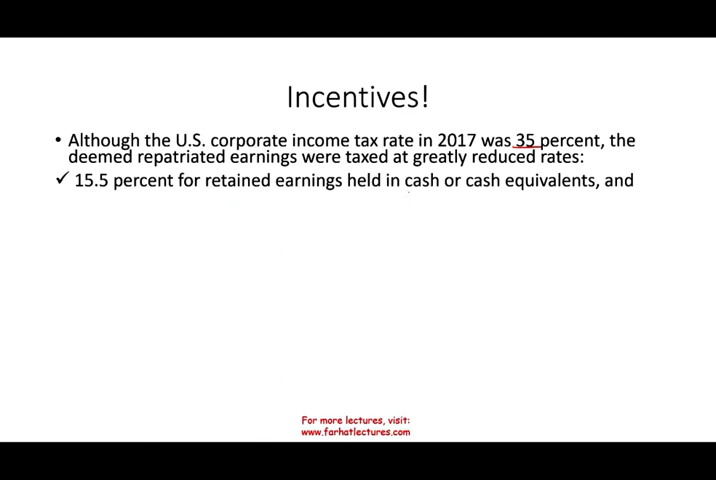 Incentives!
• Although the U.S. corporate income tax rate in 2017 was 35 percent, the
deemed repatriated earnings were taxed at greatly reduced rates:
✓ 15.5 percent for retained earnings held in cash or cash equivalents, and
For more lectures, visit:
www.farhatlectures.com